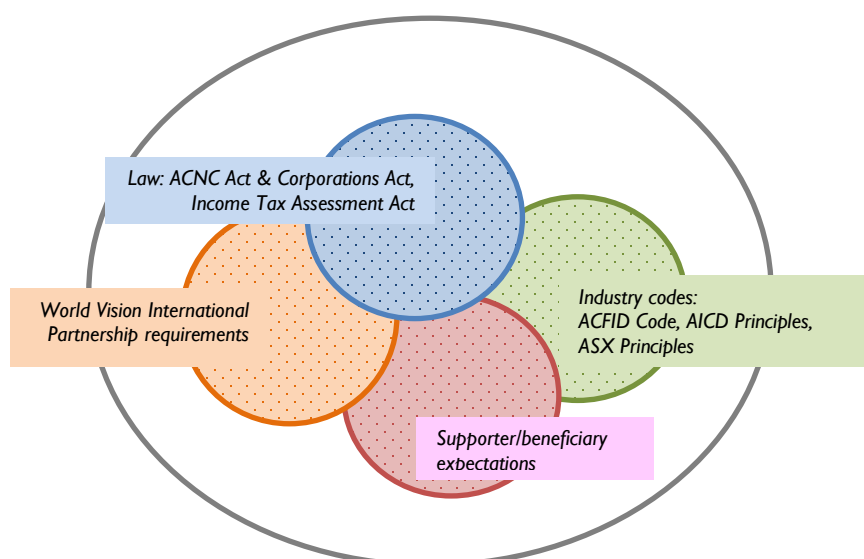 Law: ACNC Act & Corporations Act,
Income Tax Assessment Act
World Vision International
Partnership requirements
Industry codes:
ACFID Code, AICD Principles,
ASX Principles
Supporter/beneficiary
expectations